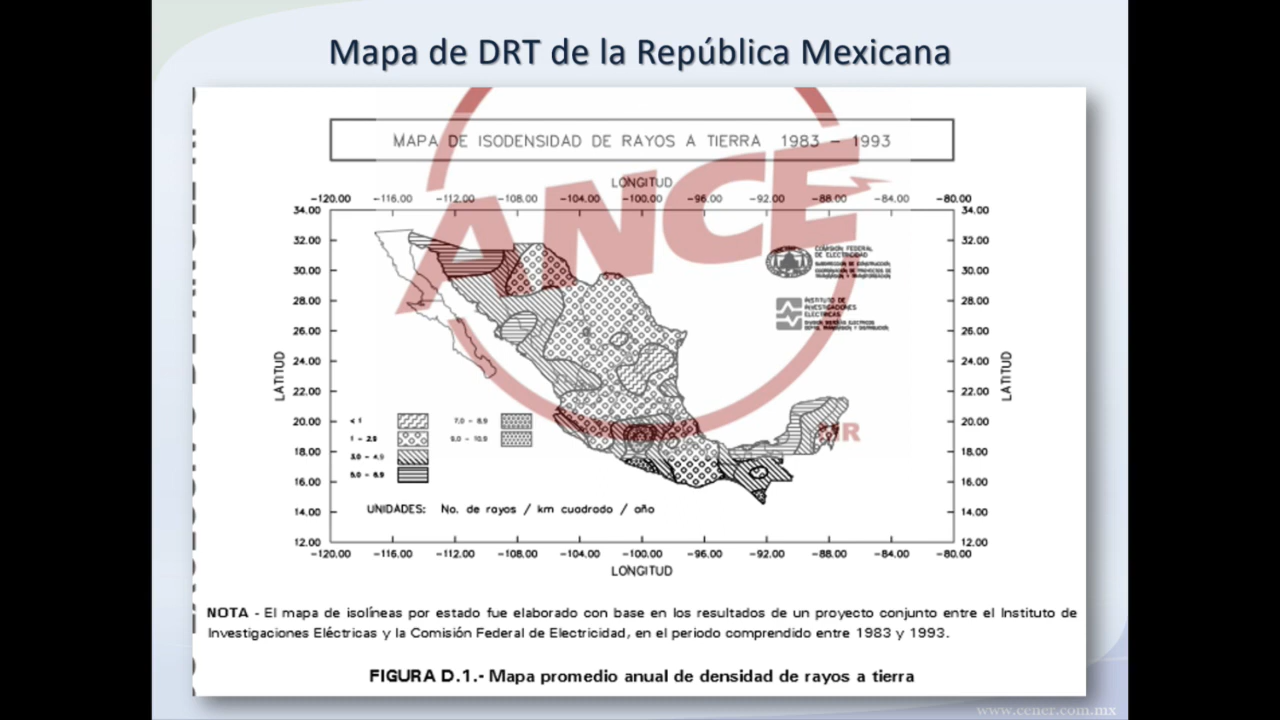 Mapa de DRT de la República Mexicana
MAPA DE ISODENSIDAD DE RAYOS A TIERRA 1983 - 1993
ANCE
LONGITUD
-120.00 -116.00 -112.00 -108.00 -104.00 -100.00 -96.00 -92.00 -88.00 -84.00 -80.00
34.00 34.00
32.00 32.00
30.00 30.00
28.00 28.00
26.00 26.00
24.00 24.00
22.00 22.00
20.00 20.00
18.00 18.00
16.00 16.00
14.00 14.00
12.00 12.00
LATITUD LATITUD
COMISION FEDERAL
DE ELECTRICIDAD
INSTITUTO DE
INVESTIGACIONES
ELECTRICAS
< 1 7.0 - 8.9
1 - 2.9 9.0 - 10.9
3.0 - 4.9
5.0 - 6.9
UNIDADES: No. de rayos / km cuadrado / año
-120.00 -116.00 -112.00 -108.00 -104.00 -100.00 -96.00 -92.00 -88.00 -84.00 -80.00
LONGITUD
NOTA - El mapa de isolíneas por estado fue elaborado con base en los resultados de un proyecto conjunto entre el Instituto de
Investigaciones Eléctricas y la Comisión Federal de Electricidad, en el periodo comprendido entre 1983 y 1993.
FIGURA D.1.- Mapa promedio anual de densidad de rayos a tierra
www.cener.com.mx